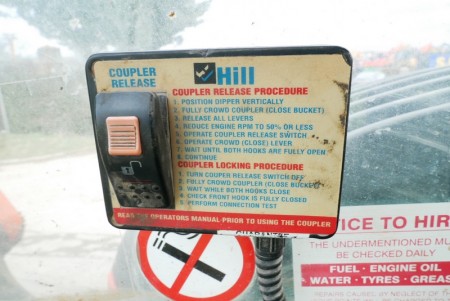 COUPLER
RELEASE
Hill
COUPLER RELEASE PROCEDURE
1. POSITION DIPPER VERTICALLY
2. FULLY CROWD COUPLER (CLOSE BUCKET)
3. RELEASE ALL LEVERS
4. REDUCE ENGINE RPM TO 50% OR LESS
5. OPERATE COUPLER RELEASE SWITCH
6. OPERATE CROWD (CLOSE) LEVER
7. WAIT UNTIL BOTH HOOKS ARE FULLY OPEN
8. CONTINUE
COUPLER LOCKING PROCEDURE
1. TURN COUPLER RELEASE SWITCH OFF
2. FULLY CROWD COUPLER (CLOSE BUCKET)
3. WAIT WHILE BOTH HOOKS CLOSE
4. CHECK FRONT HOOK IS FULLY CLOSED
5. PERFORM CONNECTION TEST
READ THE OPERATORS MANUAL PRIOR TO USING THE COUPLER
ICE TO HIR
THE UNDERMENTIONED MU
BE CHECKED DAILY
FUEL · ENGINE OIL
WATER · TYRES · GREAS